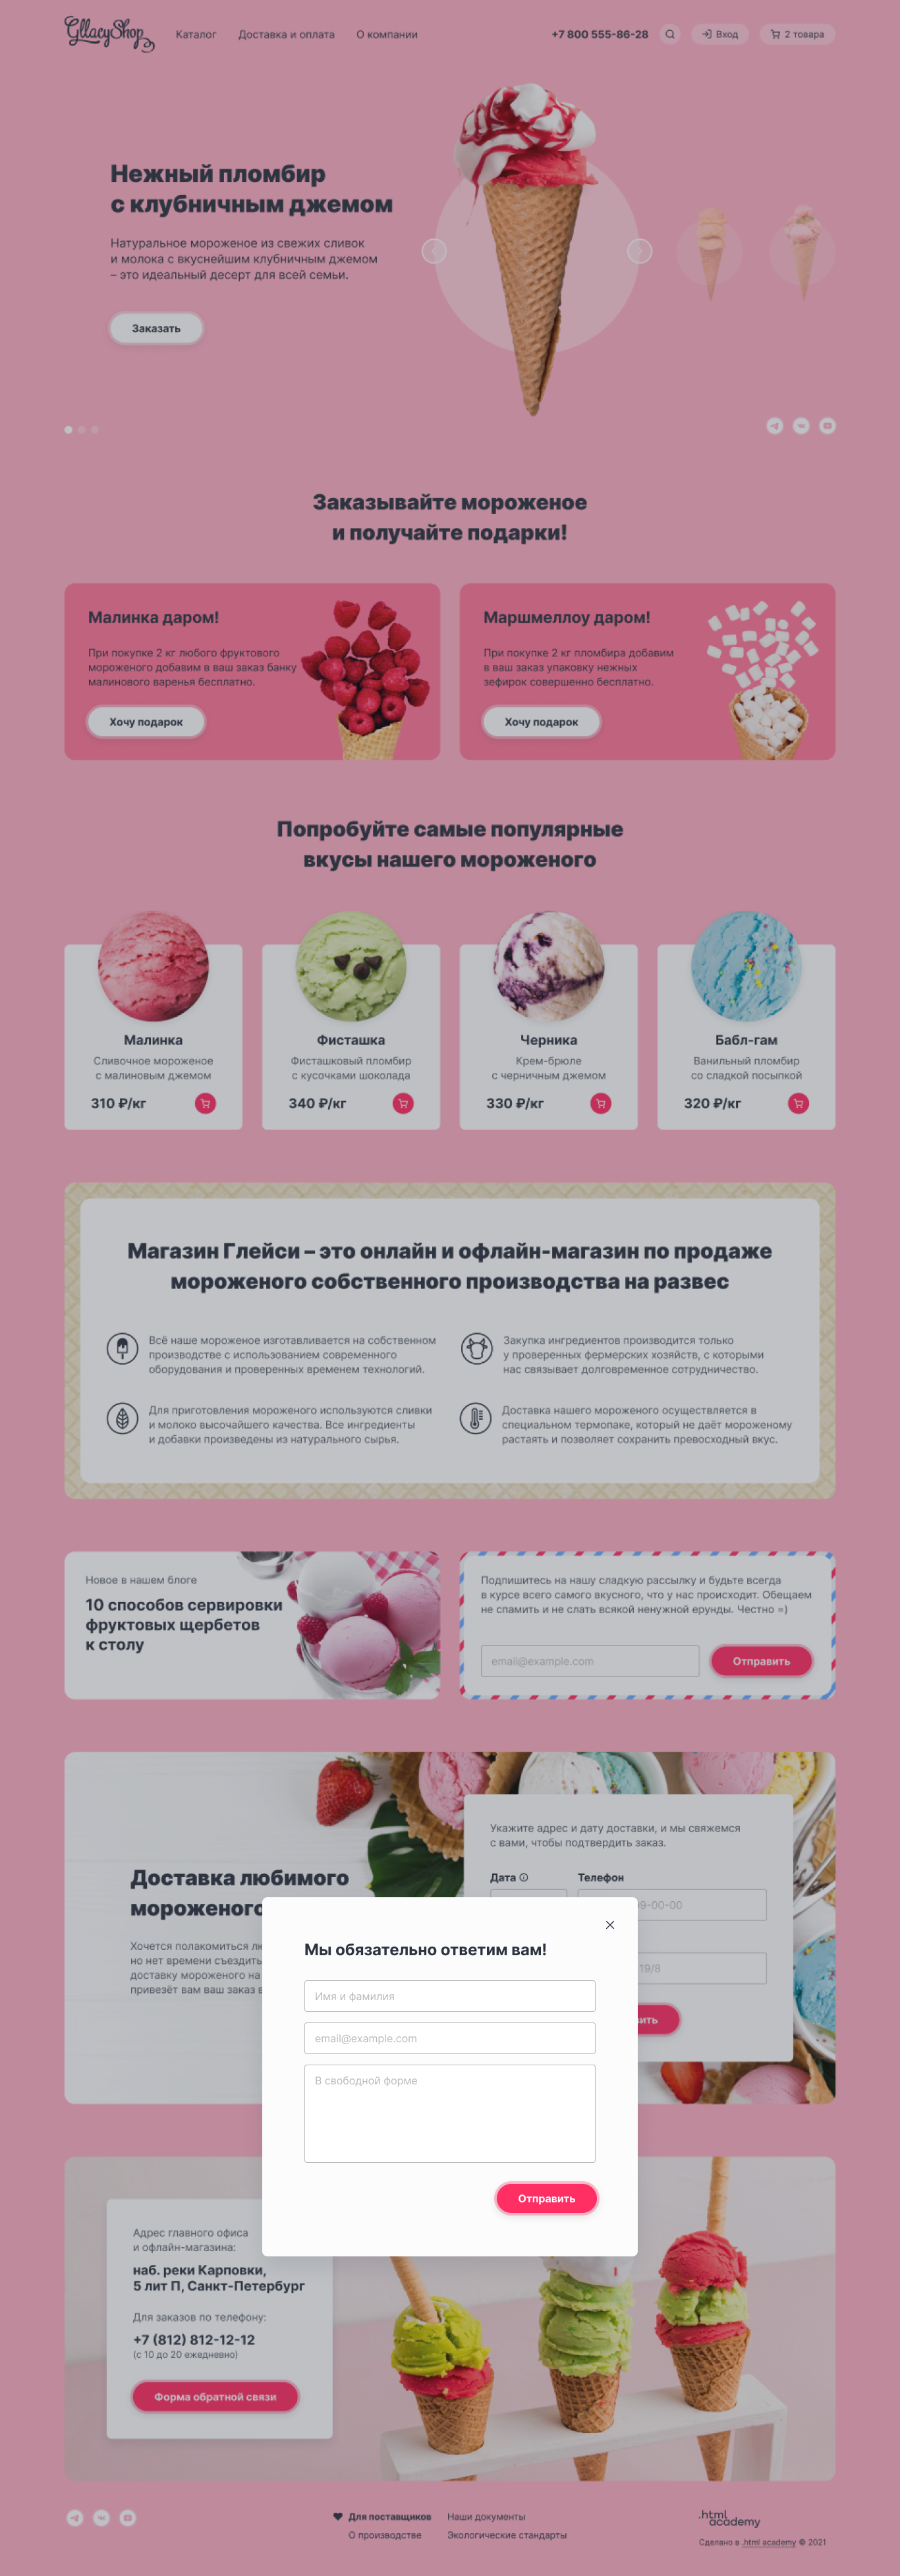 GllacyShop
Каталог
Доставка и оплата
О компании
+7 800 555-86-28
Вход
2 товара
Нежный пломбир
с клубничным джемом
Натуральное мороженое из свежих сливок
и молока с вкуснейшим клубничным джемом
– это идеальный десерт для всей семьи.
Заказать
Заказывайте мороженое
и получайте подарки!
Малинка даром!
При покупке 2 кг любого фруктового
мороженого добавим в ваш заказ банку
малинового варенья бесплатно.
Хочу подарок
Маршмеллоу даром!
При покупке 2 кг пломбира добавим
в ваш заказ упаковку нежных
зефирок совершенно бесплатно.
Хочу подарок
Попробуйте самые популярные
вкусы нашего мороженого
Малинка
Сливочное мороженое
с малиновым джемом
310 ₽/кг
Фисташка
Фисташковый пломбир
с кусочками шоколада
340 ₽/кг
Черника
Крем-брюле
с черничным джемом
330 ₽/кг
Бабл-гам
Ванильный пломбир
со сладкой посыпкой
320 ₽/кг
Магазин Глейси – это онлайн и офлайн-магазин по продаже
мороженого собственного производства на развес
Всё наше мороженое изготавливается на собственном
производстве с использованием современного
оборудования и проверенных временем технологий.
Закупка ингредиентов производится только
у проверенных фермерских хозяйств, с которыми
нас связывает долговременное сотрудничество.
Для приготовления мороженого используются сливки
и молоко высочайшего качества. Все ингредиенты
и добавки произведены из натурального сырья.
Доставка нашего мороженого осуществляется в
специальном термопаке, который не даёт мороженому
растаять и позволяет сохранить превосходный вкус.
Новое в нашем блоге
10 способов сервировки
фруктовых щербетов
к столу
Подпишитесь на нашу сладкую рассылку и будьте всегда
в курсе всего самого вкусного, что у нас происходит. Обещаем
не спамить и не слать всякой ненужной ерунды. Честно =)
email@example.com
Отправить
Доставка любимого
мороженого
Хочется полакомиться
но нет времени съездить
доставку мороженого на
привезёт вам ваш заказ
Укажите адрес и дату доставки, и мы свяжемся
с вами, чтобы подтвердить заказ.
Дата
Телефон
9-00-00
19/8
ить
Мы обязательно ответим вам!
Имя и фамилия
email@example.com
В свободной форме
Отправить
Адрес главного офиса
и офлайн-магазина:
наб. реки Карповки,
5 лит П, Санкт-Петербург
Для заказов по телефону:
+7 (812) 812-12-12
(с 10 до 20 ежедневно)
Форма обратной связи
Для поставщиков
Наши документы
О производстве
Экологические стандарты
.html
academy
Сделано в .html academy © 2021